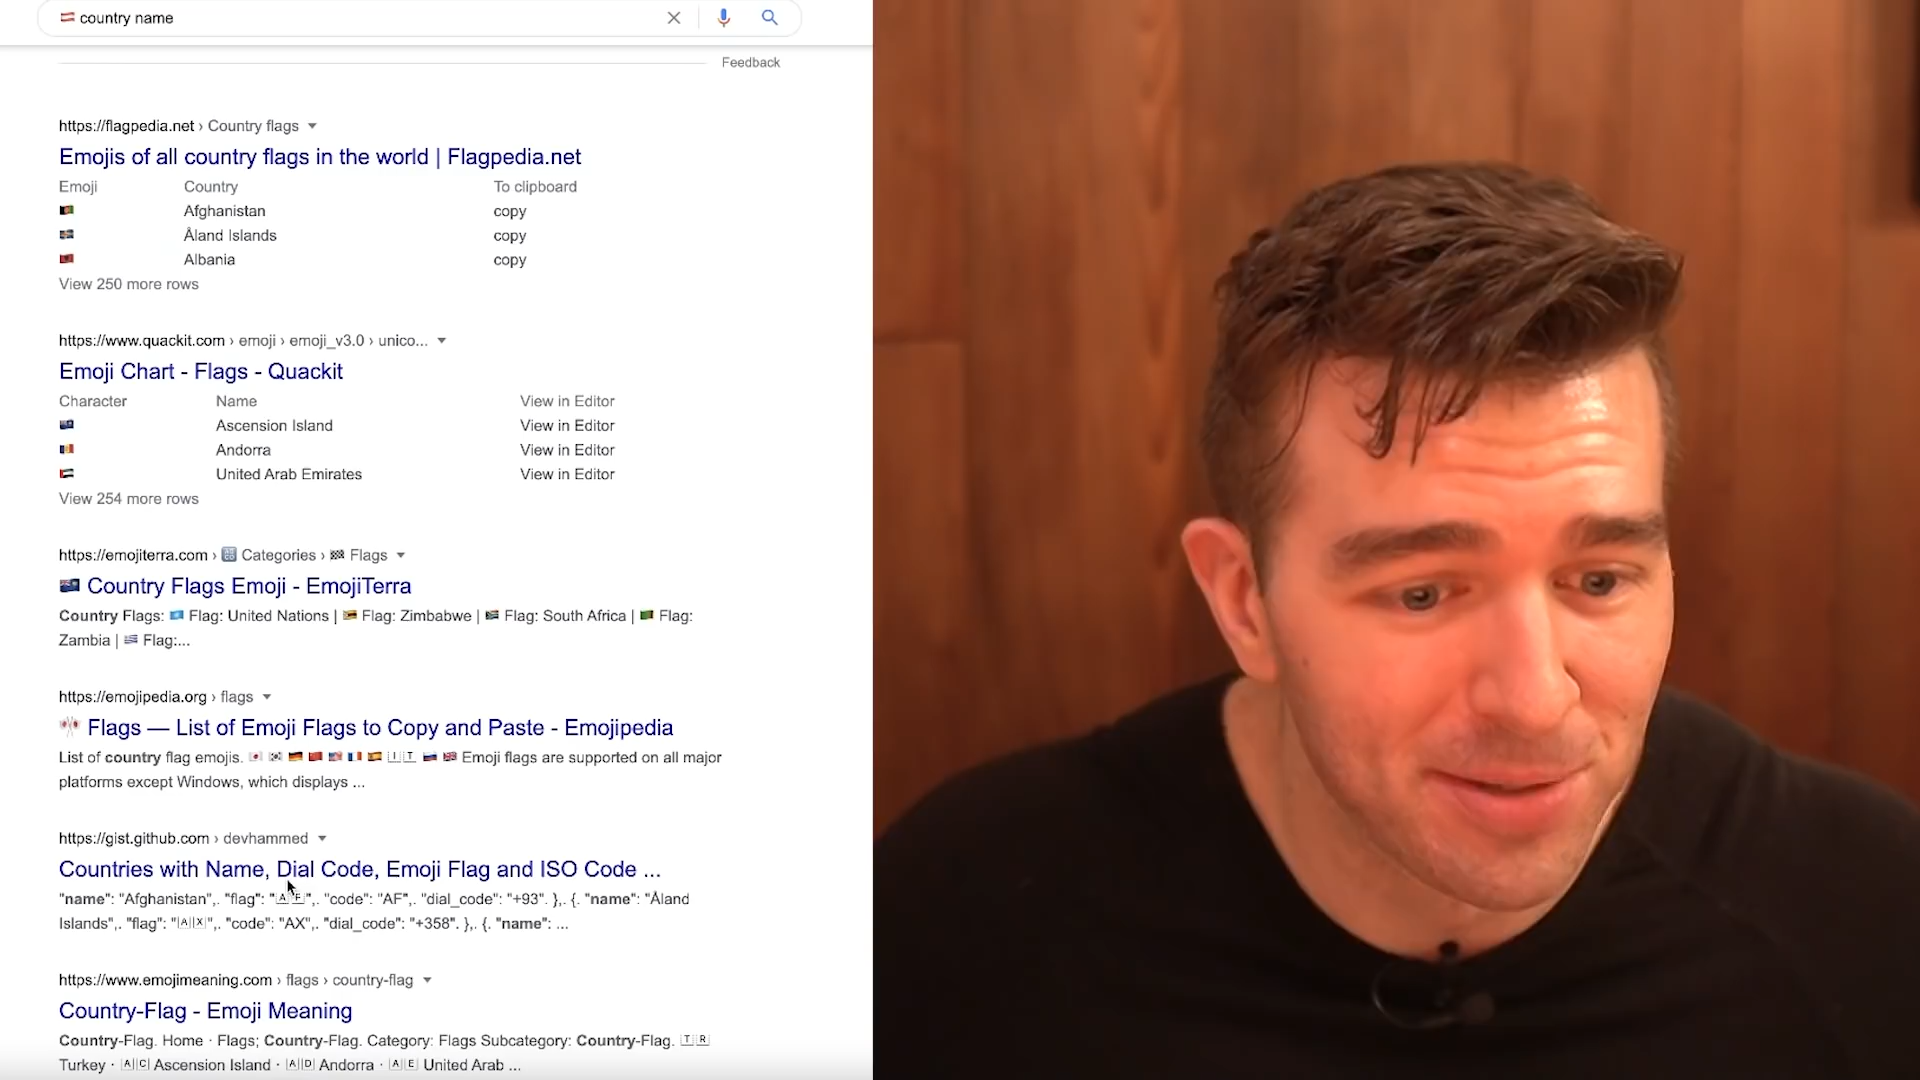 country name
Feedback
https://flagpedia.net › Country flags
Emojis of all country flags in the world | Flagpedia.net
Emoji Country To clipboard
Afghanistan copy
Åland Islands copy
Albania copy
View 250 more rows
https://www.quackit.com › emoji › emoji_v3.0 › unico...
Emoji Chart - Flags - Quackit
Character Name View in Editor
Ascension Island View in Editor
Andorra View in Editor
United Arab Emirates View in Editor
View 254 more rows
https://emojiterra.com › Categories › Flags
Country Flags Emoji - EmojiTerra
Country Flags: Flag: United Nations | Flag: Zimbabwe | Flag: South Africa | Flag:
Zambia | Flag:...
https://emojipedia.org › flags
Flags — List of Emoji Flags to Copy and Paste - Emojipedia
List of country flag emojis. IT Emoji flags are supported on all major
platforms except Windows, which displays ...
https://gist.github.com › devhammed
Countries with Name, Dial Code, Emoji Flag and ISO Code ...
"name": "Afghanistan",. "flag": "AF",. "code": "AF",. "dial_code": "+93". },. {. "name": "Åland
Islands",. "flag": "AX",. "code": "AX",. "dial_code": "+358". },. {. "name": ...
https://www.emojimeaning.com › flags › country-flag
Country-Flag - Emoji Meaning
Country-Flag. Home · Flags; Country-Flag. Category: Flags Subcategory: Country-Flag. TR
Turkey · AC Ascension Island · AD Andorra · AE United Arab ...